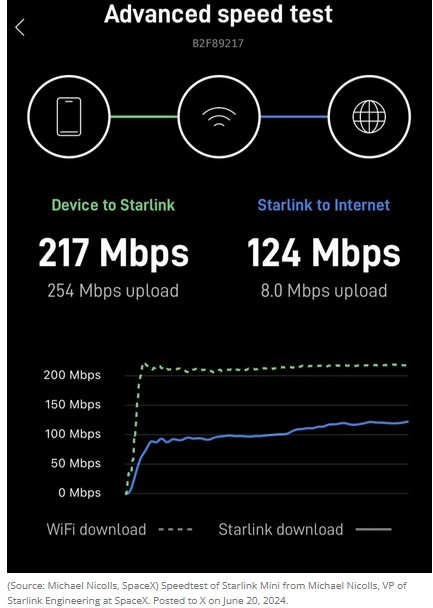 Advanced speed test
B2F89217
Device to Starlink
Starlink to Internet
217 Mbps
124 Mbps
254 Mbps upload
8.0 Mbps upload
200 Mbps
150 Mbps
100 Mbps
50 Mbps
0 Mbps
WiFi download
Starlink download
(Source: Michael Nicolls, SpaceX) Speedtest of Starlink Mini from Michael Nicolls, VP of
Starlink Engineering at SpaceX. Posted to X on June 20, 2024.